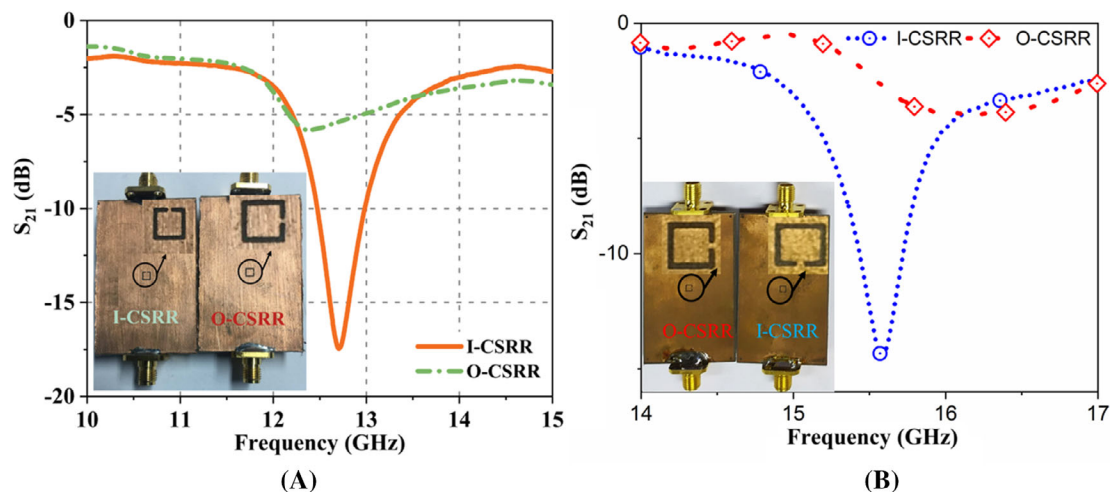 0
-5
-10
-15
-20
S21 (dB)
10 11 12 13 14 15
Frequency (GHz)
I-CSRR
O-CSRR
I-CSRR
O-CSRR
(A)
0
-10
S21 (dB)
14 15 16 17
Frequency (GHz)
I-CSRR O-CSRR
O-CSRR
I-CSRR
(B)